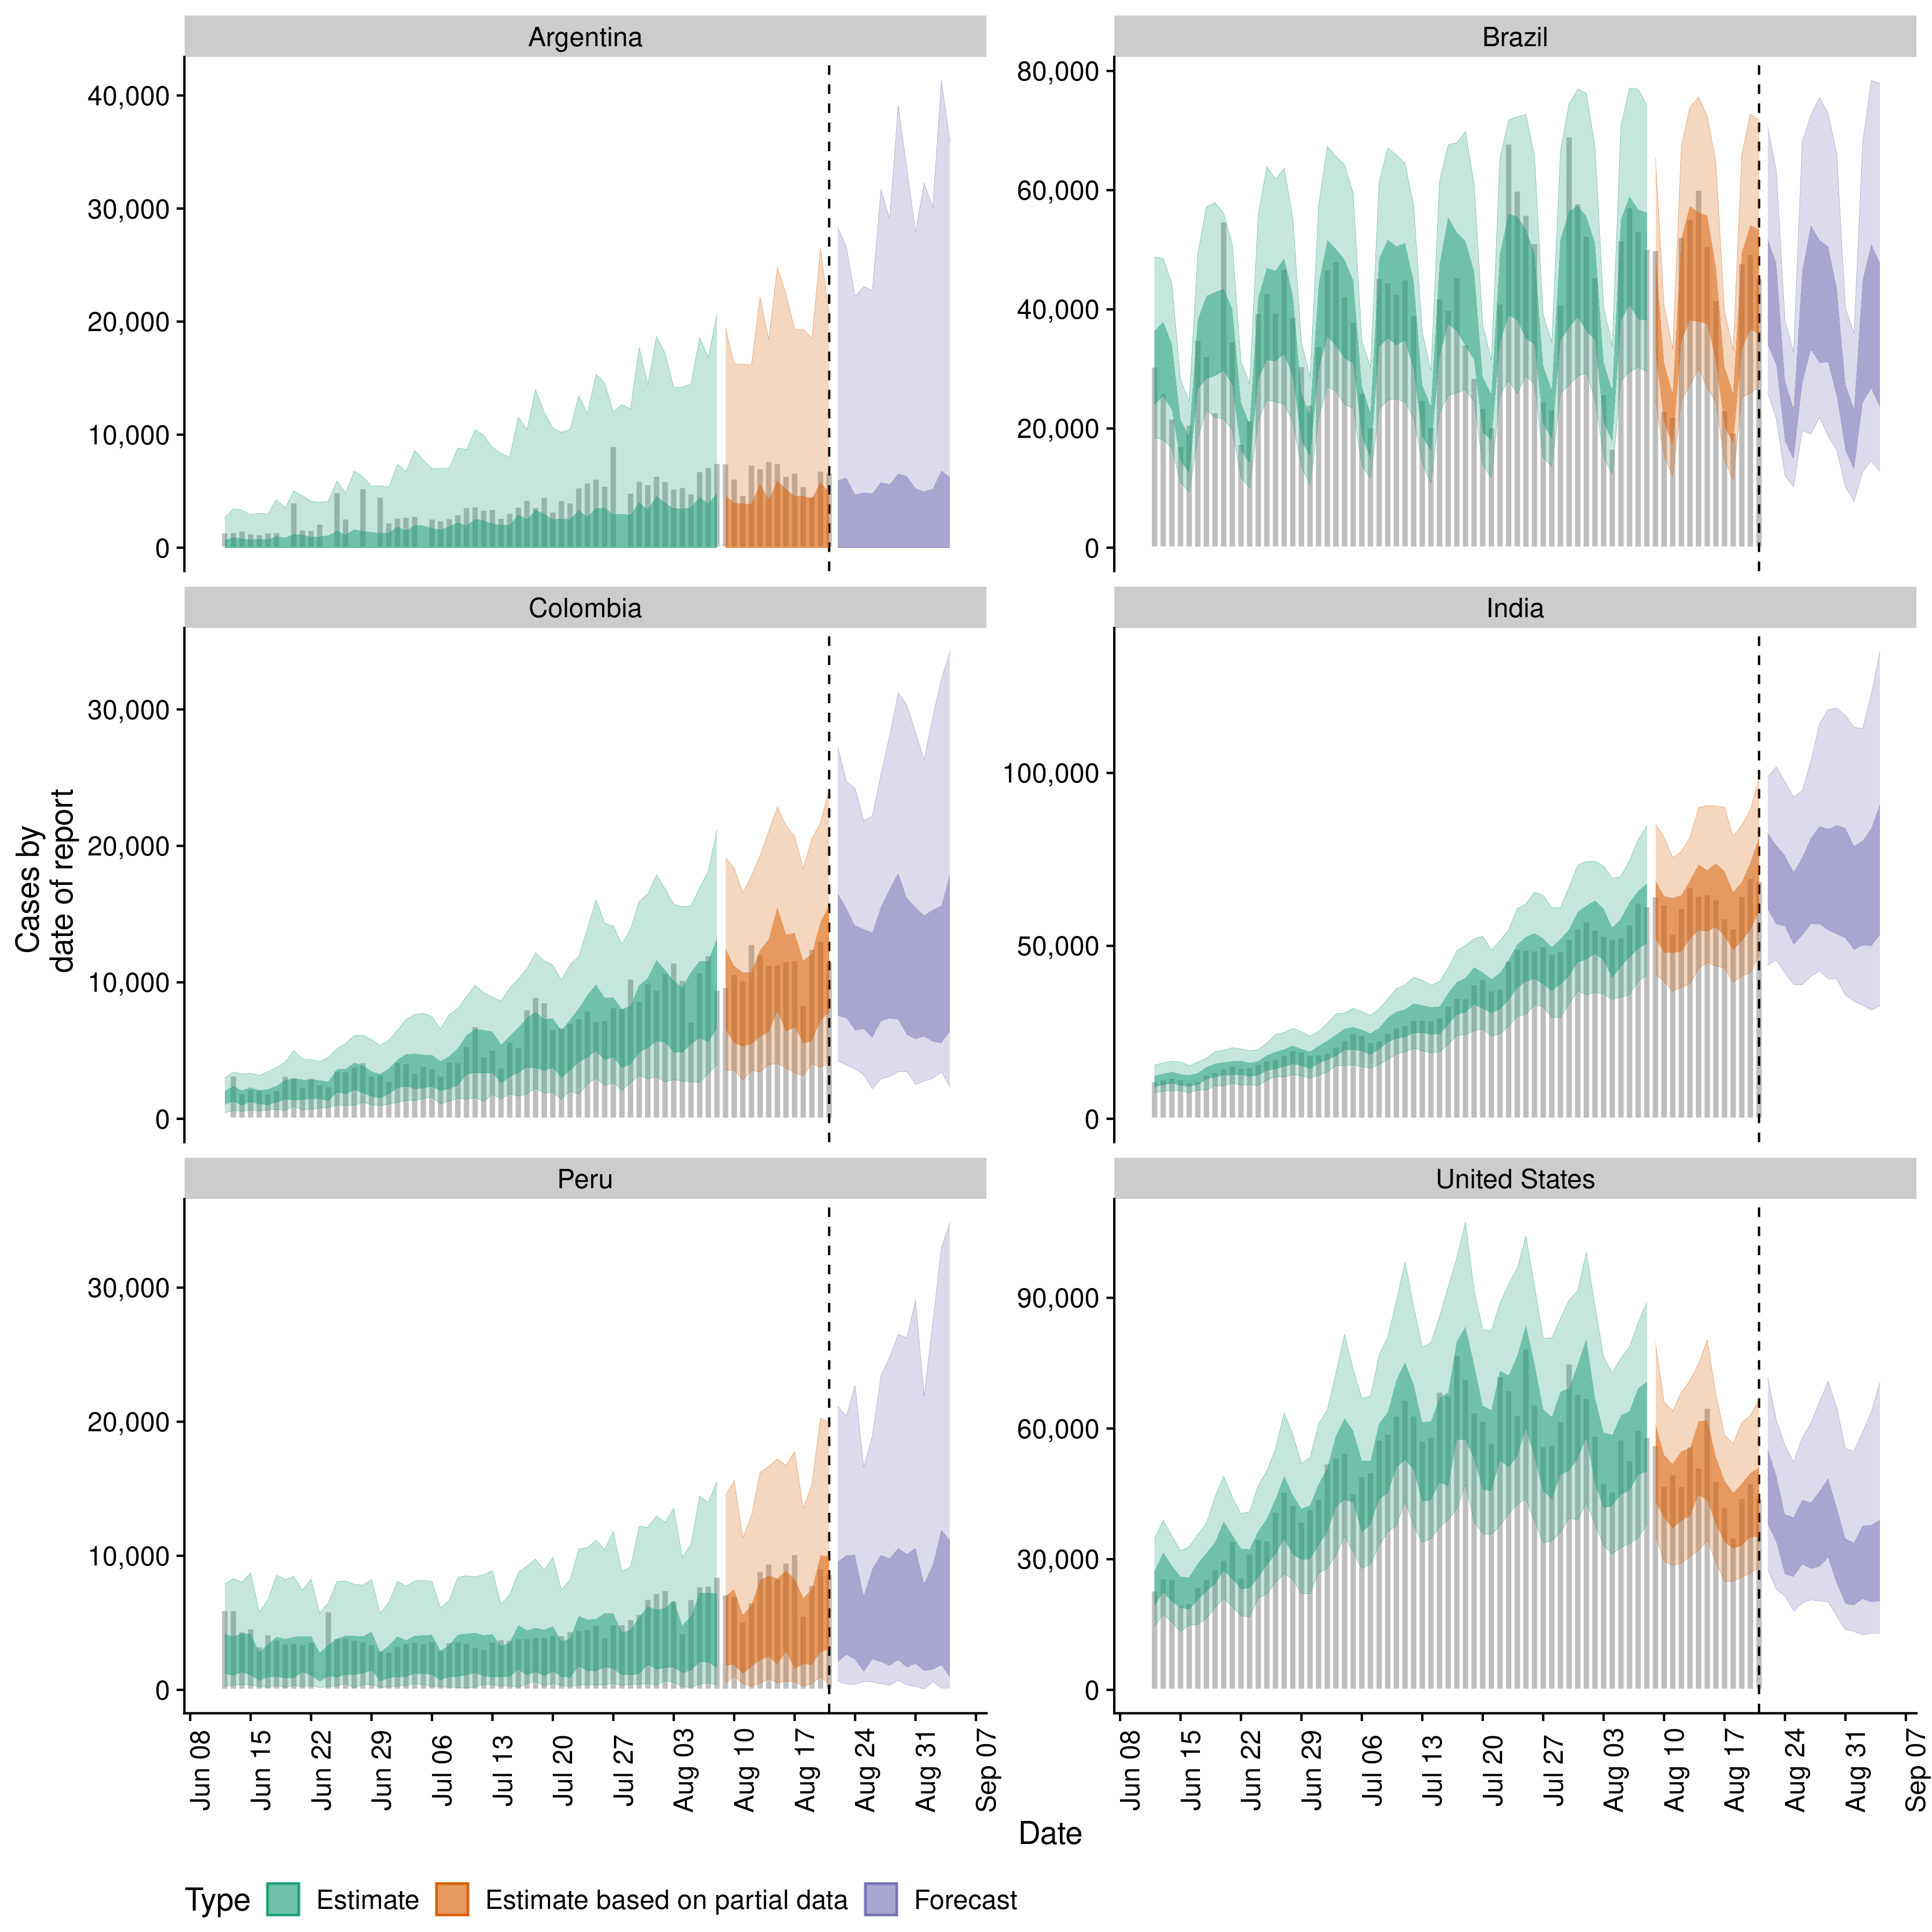 Argentina
Brazil
40,000
30,000
20,000
10,000
0
80,000
60,000
40,000
20,000
0
Colombia
India
Cases by
date of report
30,000
20,000
10,000
0
100,000
50,000
0
Peru
United States
30,000
20,000
10,000
0
90,000
60,000
30,000
0
Jun 08
Jun 15
Jun 22
Jun 29
Jul 06
Jul 13
Jul 20
Jul 27
Aug 03
Aug 10
Aug 17
Aug 24
Aug 31
Sep 07
Jun 08
Jun 15
Jun 22
Jun 29
Jul 06
Jul 13
Jul 20
Jul 27
Aug 03
Aug 10
Aug 17
Aug 24
Aug 31
Sep 07
Date
Type Estimate Estimate based on partial data Forecast